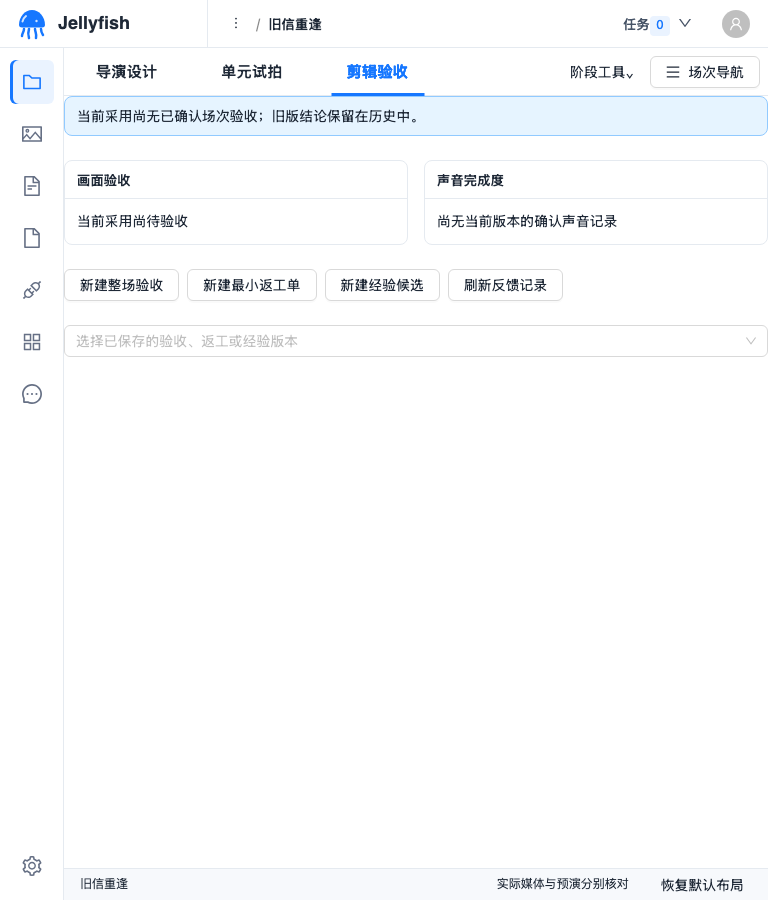 Jellyfish
/ 旧信重逢
任务 0
导演设计 单元试拍 剪辑验收 阶段工具 场次导航
当前采用尚无已确认场次验收；旧版结论保留在历史中。
画面验收
当前采用尚待验收
声音完成度
尚无当前版本的确认声音记录
新建整场验收 新建最小返工单 新建经验候选 刷新反馈记录
选择已保存的验收、返工或经验版本
旧信重逢 实际媒体与预演分别核对 恢复默认布局